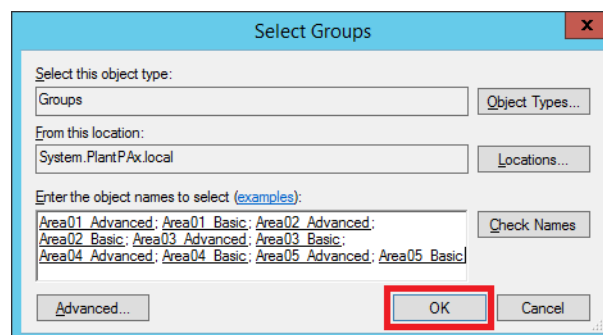 Select Groups
x
Select this object type:
Groups
Object Types...
From this location:
System.PlantPAx.local
Locations...
Enter the object names to select (examples):
Area01_Advanced; Area01_Basic; Area02_Advanced;
Area02_Basic; Area03_Advanced; Area03_Basic;
Area04_Advanced; Area04_Basic; Area05_Advanced; Area05_Basic
Check Names
Advanced...
OK
Cancel